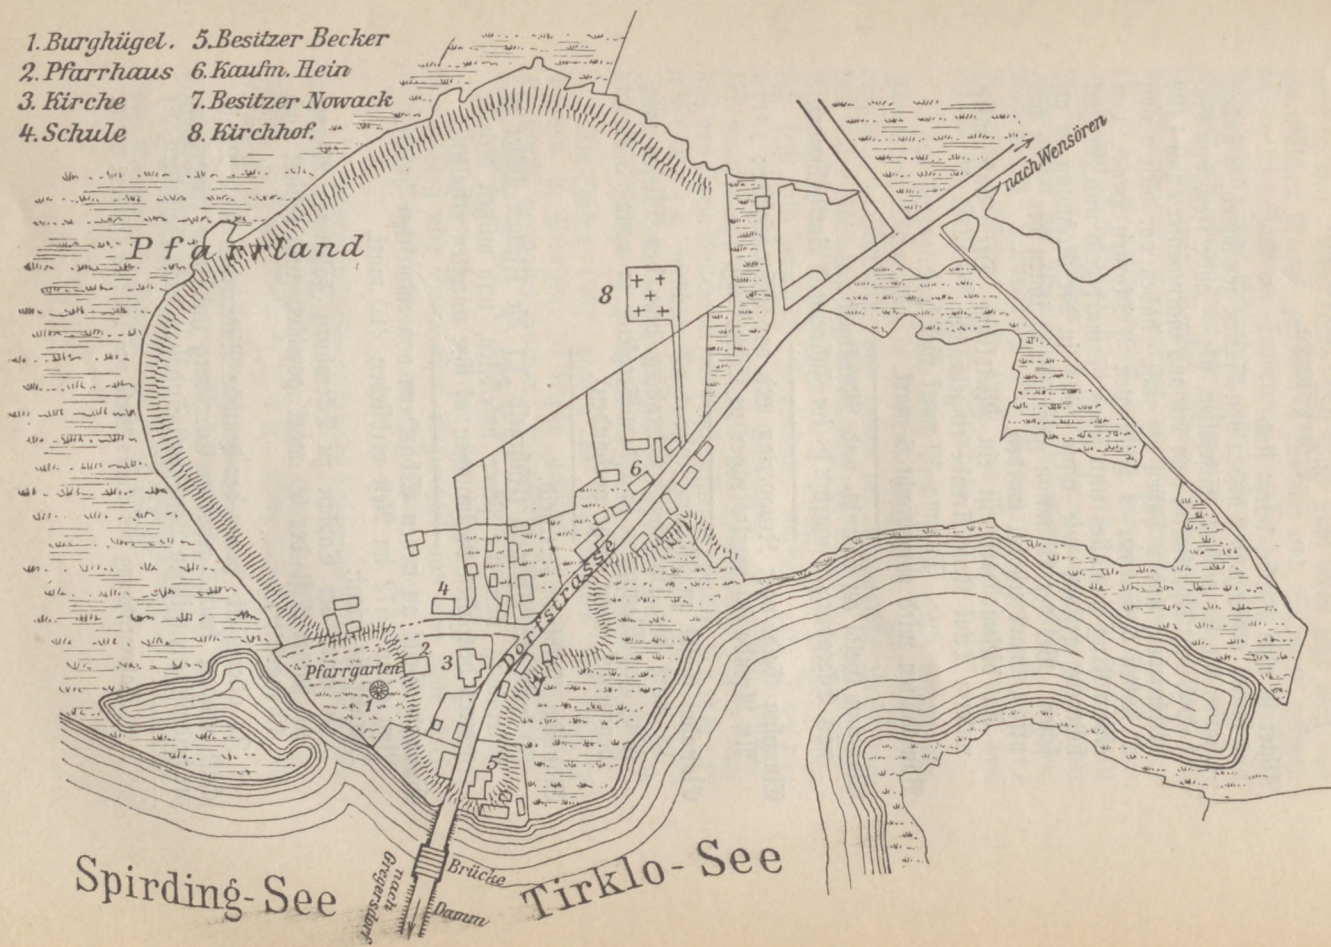 1. Burghügel.
2. Pfarrhaus
3. Kirche
4. Schule
5. Besitzer Becker
6. Kaufm. Hein
7. Besitzer Nowack
8. Kirchhof.
nach Wensören
Pfarrland
8
6
4
Dorfstrasse
2
3
Pfarrgarten
1
Spirding-See
Tirklo-See
Brücke
Damm
nach
Gregersdorf